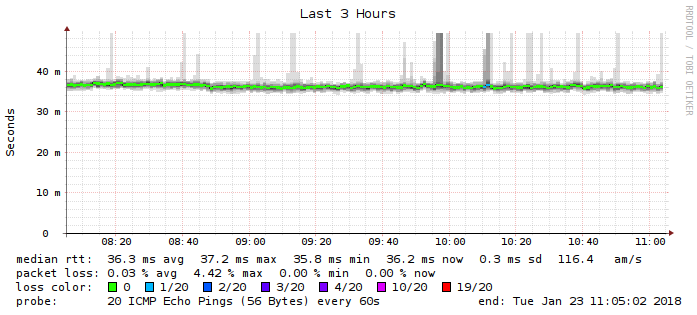 Last 3 Hours
RRDTOOL / TOBI OETIKER
Seconds
40 m
30 m
20 m
10 m
0
08:20 08:40 09:00 09:20 09:40 10:00 10:20 10:40 11:00
median rtt: 36.3 ms avg 37.2 ms max 35.8 ms min 36.2 ms now 0.3 ms sd 116.4 am/s
packet loss: 0.03 % avg 4.42 % max 0.00 % min 0.00 % now
loss color: 0 1/20 2/20 3/20 4/20 10/20 19/20
probe: 20 ICMP Echo Pings (56 Bytes) every 60s end: Tue Jan 23 11:05:02 2018